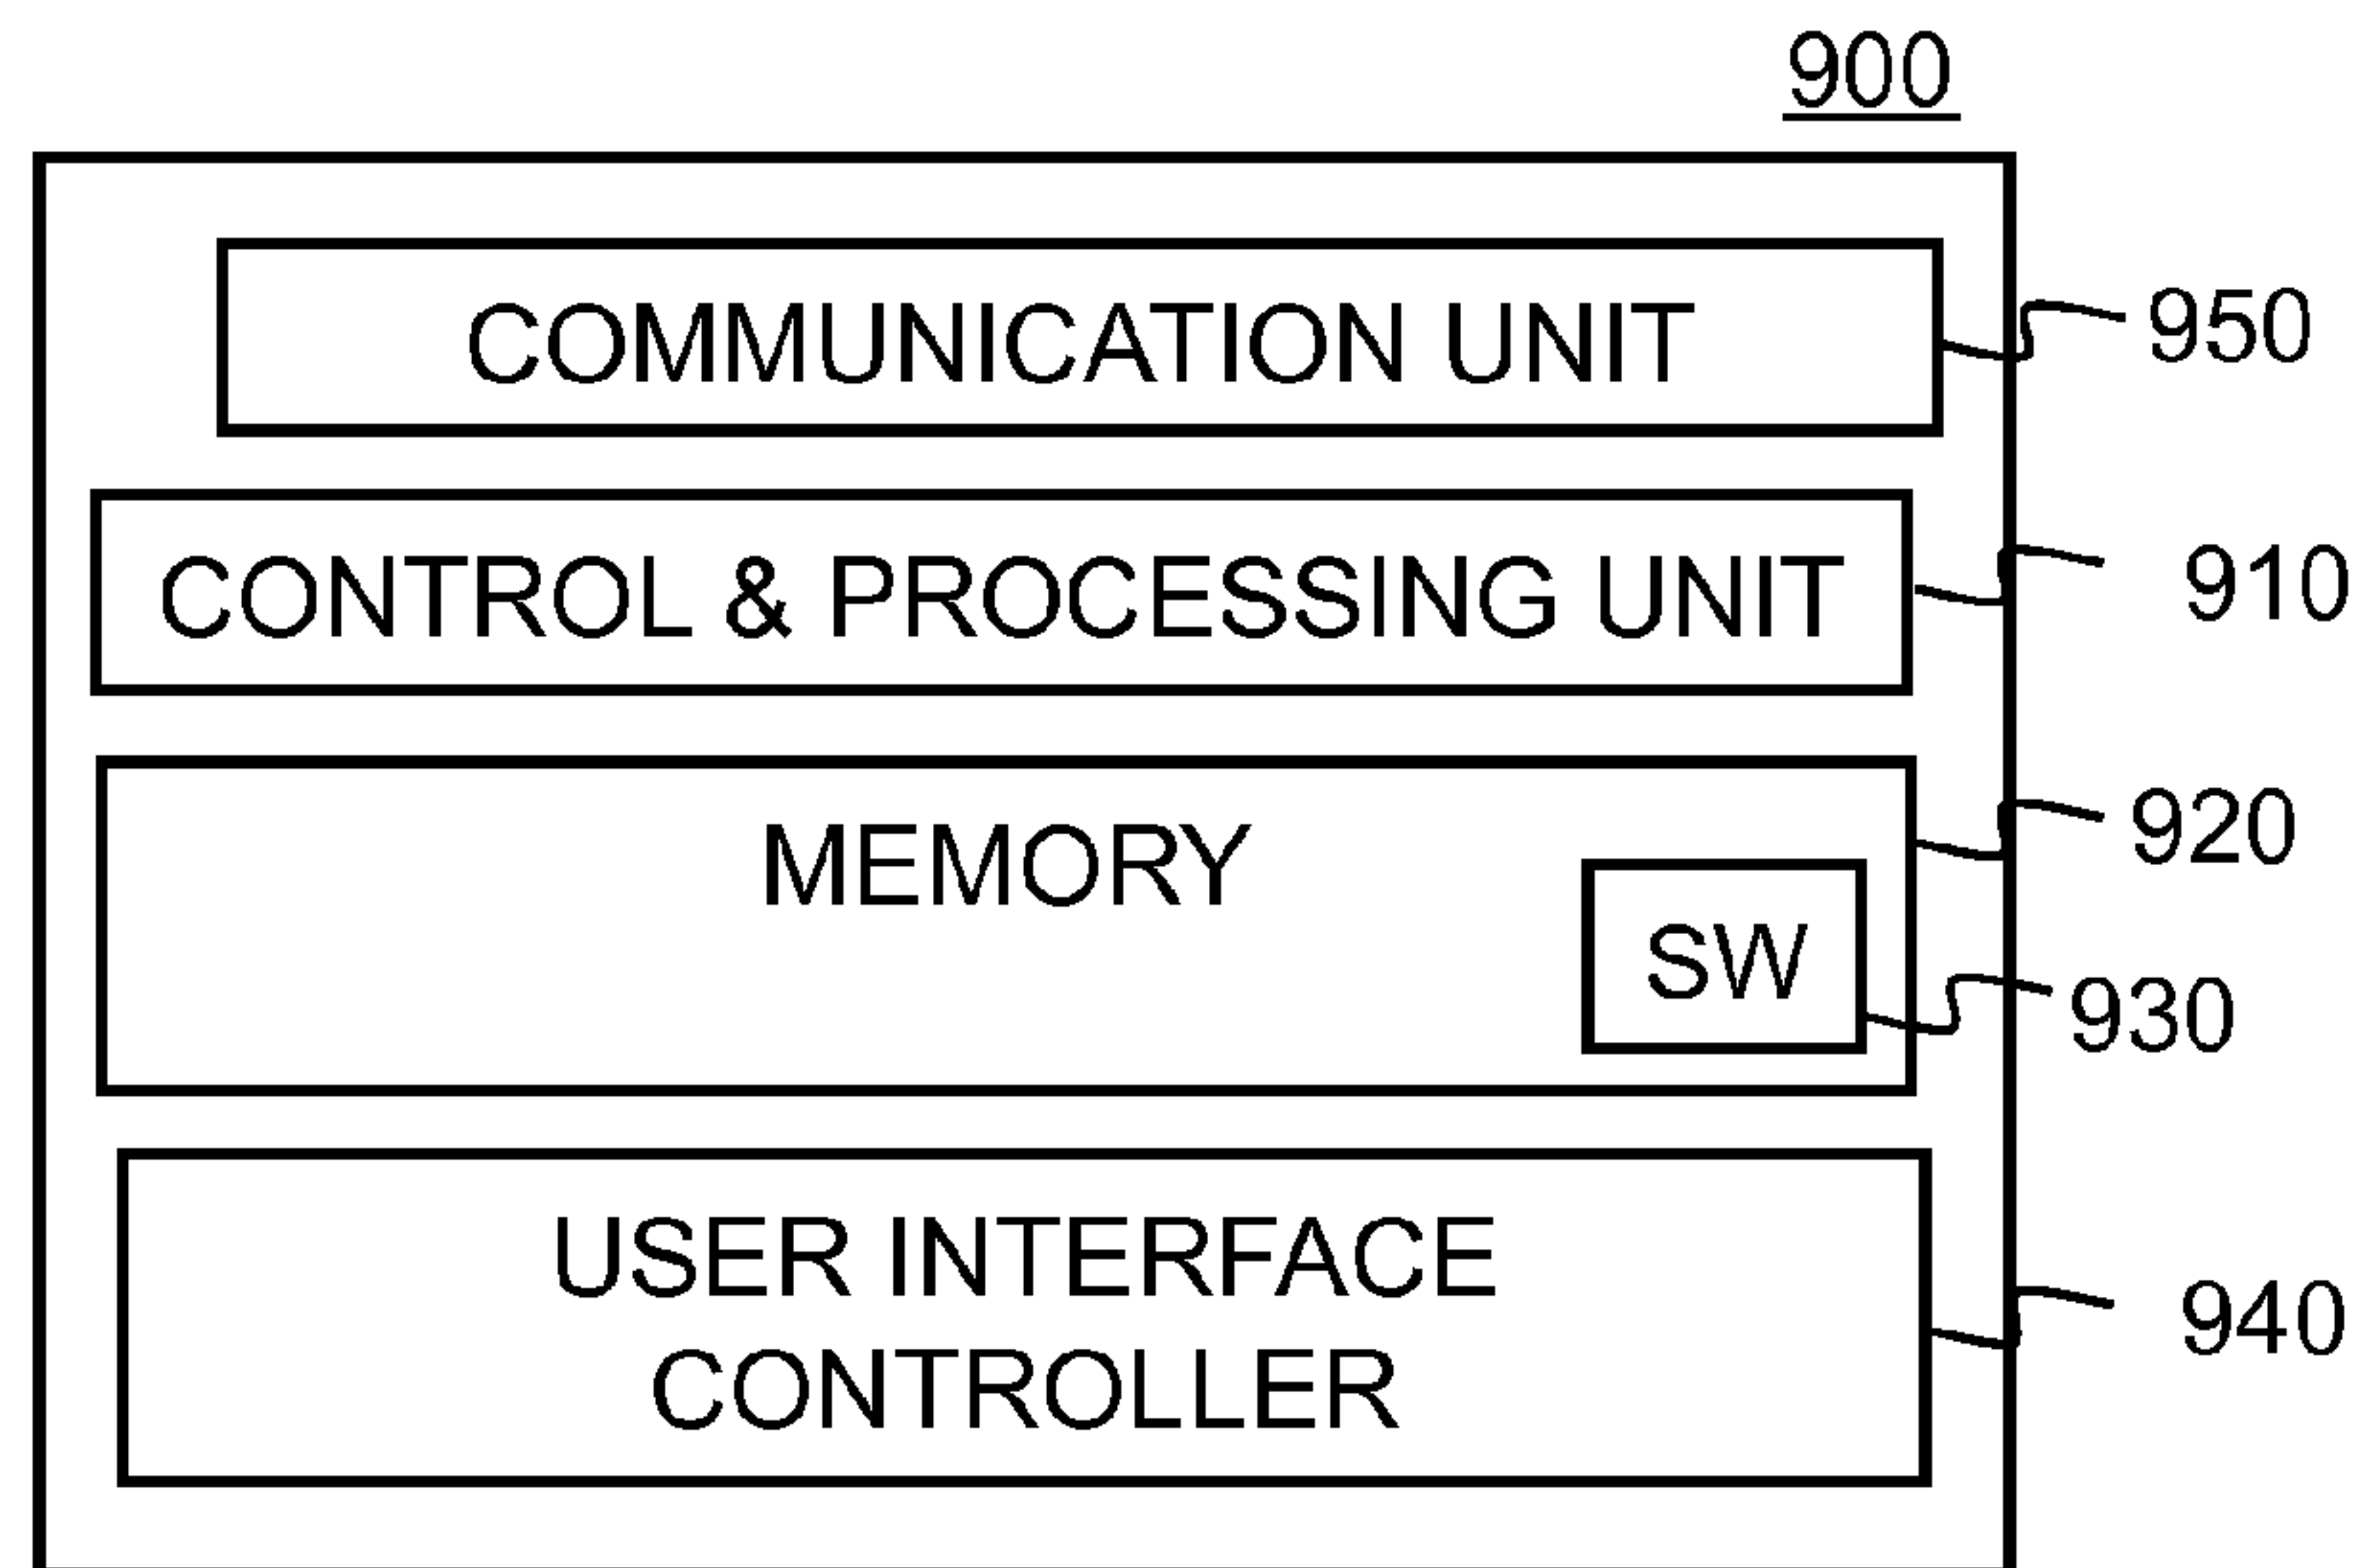 900
COMMUNICATION UNIT
950
CONTROL & PROCESSING UNIT
910
MEMORY
920
SW
930
USER INTERFACE
CONTROLLER
940